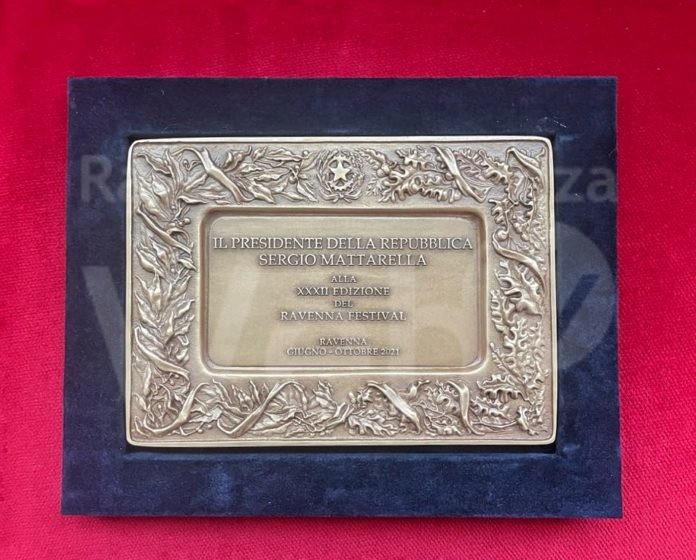 IL PRESIDENTE DELLA REPUBBLICA
SERGIO MATTARELLA
ALLA
XXXII EDIZIONE
DEL
RAVENNA FESTIVAL
RAVENNA
GIUGNO – OTTOBRE 2021